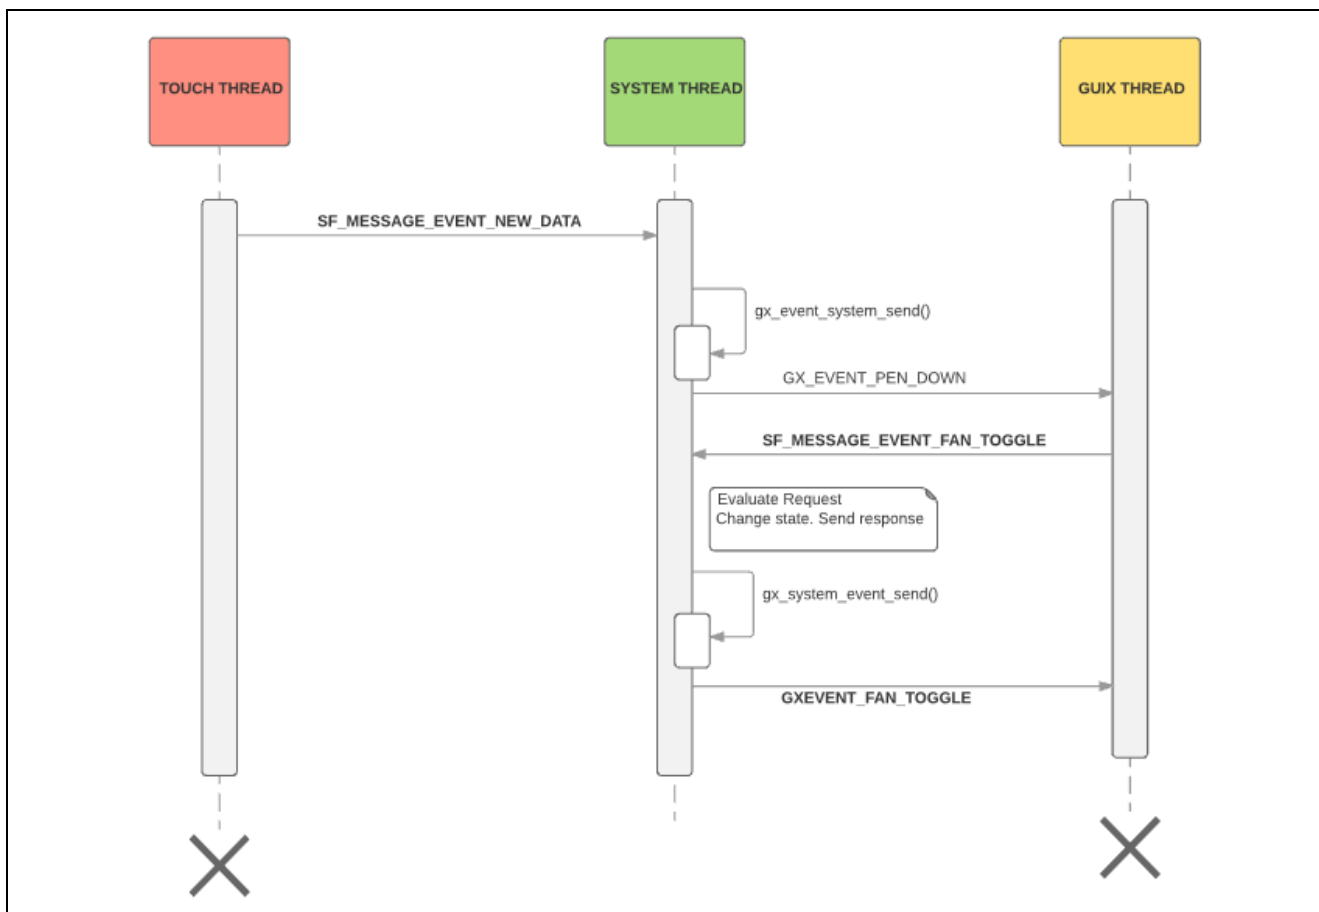 TOUCH THREAD
SYSTEM THREAD
GUIX THREAD
SF_MESSAGE_EVENT_NEW_DATA
gx_event_system_send()
GX_EVENT_PEN_DOWN
SF_MESSAGE_EVENT_FAN_TOGGLE
Evaluate Request
Change state. Send response
gx_system_event_send()
GXEVENT_FAN_TOGGLE